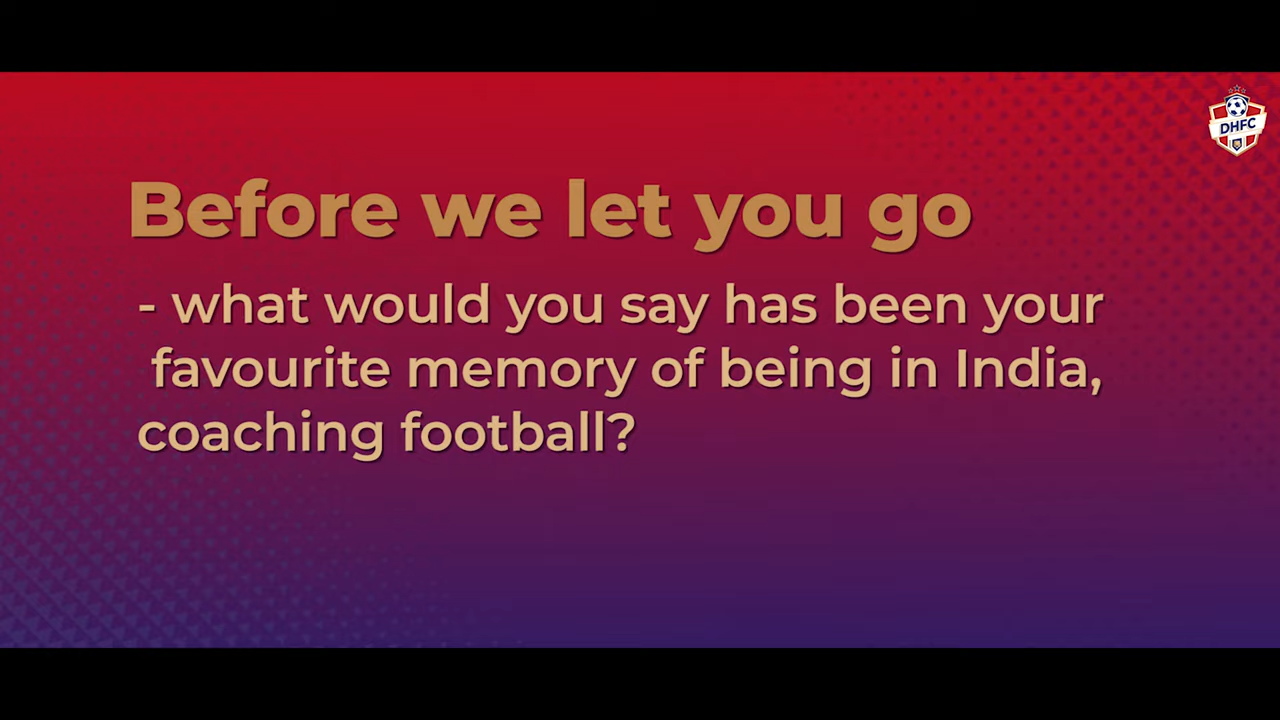 DHFC
Before we let you go
- what would you say has been your
favourite memory of being in India,
coaching football?